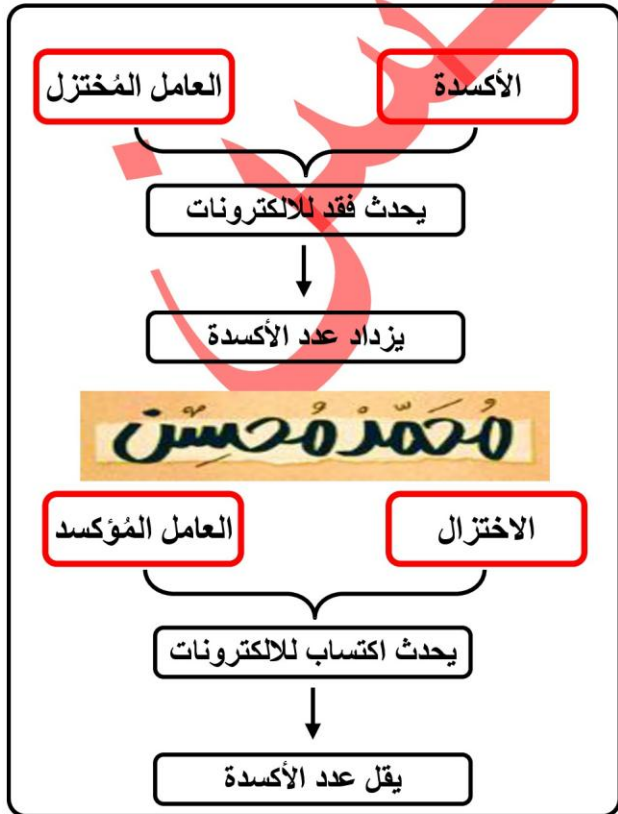 الأكسدة
العامل المُختزل
يحدث فقد للالكترونات
يزداد عدد الأكسدة
مُحَمَّدْ مُحسِنْ
الاختزال
العامل المُؤكسد
يحدث اكتساب للالكترونات
يقل عدد الأكسدة